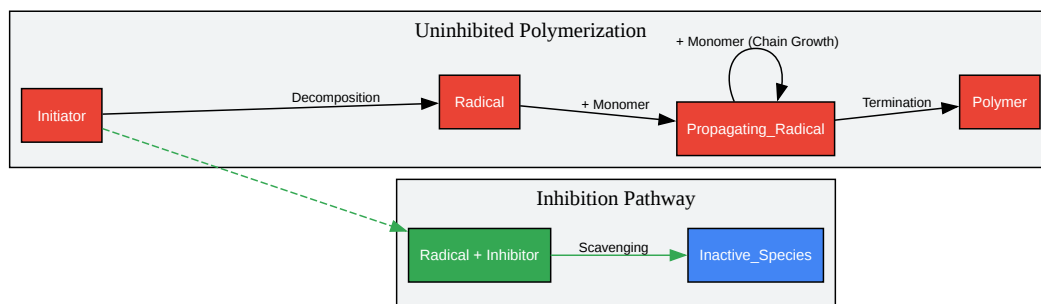 Uninhibited Polymerization
+ Monomer (Chain Growth)
Initiator
Decomposition
Radical
+ Monomer
Propagating_Radical
Termination
Polymer
Inhibition Pathway
Radical + Inhibitor
Scavenging
Inactive_Species